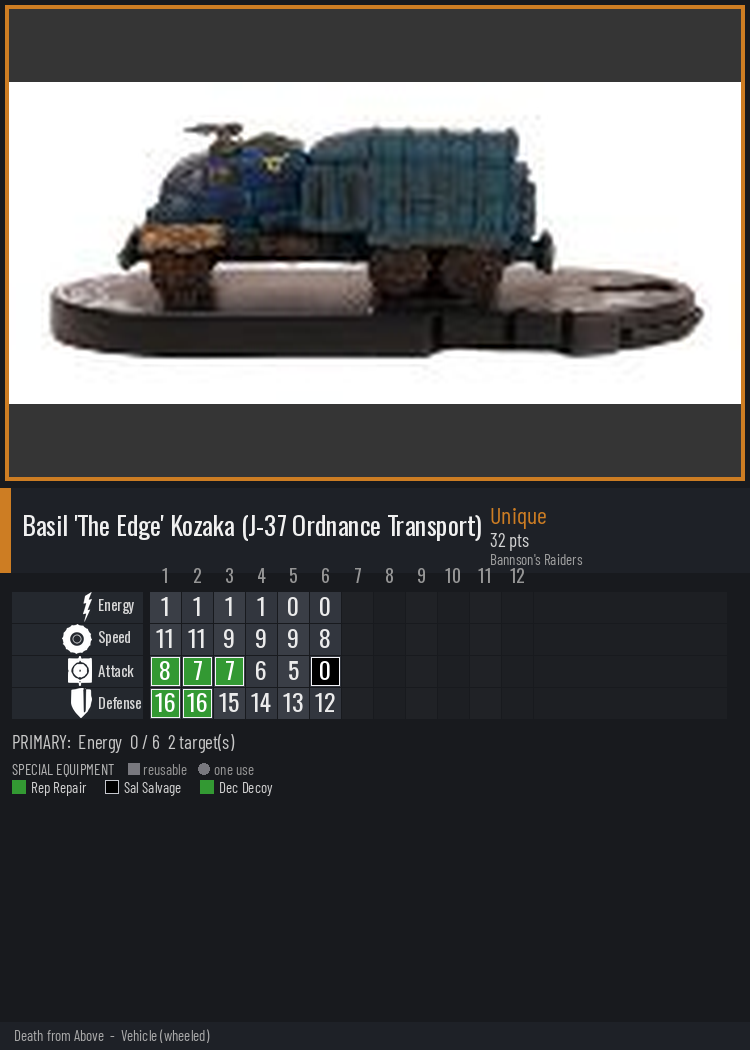 Basil 'The Edge' Kozaka (J-37 Ordnance Transport)
Unique
32 pts
Bannson's Raiders
1 2 3 4 5 6 7 8 9 10 11 12
Energy 1 1 1 1 0 0
Speed 11 11 9 9 9 8
Attack 8 7 7 6 5 0
Defense 16 16 15 14 13 12
PRIMARY: Energy 0 / 6 2 target(s)
SPECIAL EQUIPMENT reusable one use
Rep Repair Sal Salvage Dec Decoy
Death from Above - Vehicle (wheeled)